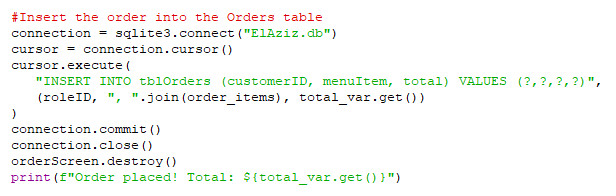 #Insert the order into the Orders table
connection = sqlite3.connect("ElAziz.db")
cursor = connection.cursor()
cursor.execute(
"INSERT INTO tblOrders (customerID, menuItem, total) VALUES (?,?,?,?)",
(roleID, ", ".join(order_items), total_var.get())
)
connection.commit()
connection.close()
orderScreen.destroy()
print(f"Order placed! Total: ${total_var.get()}")